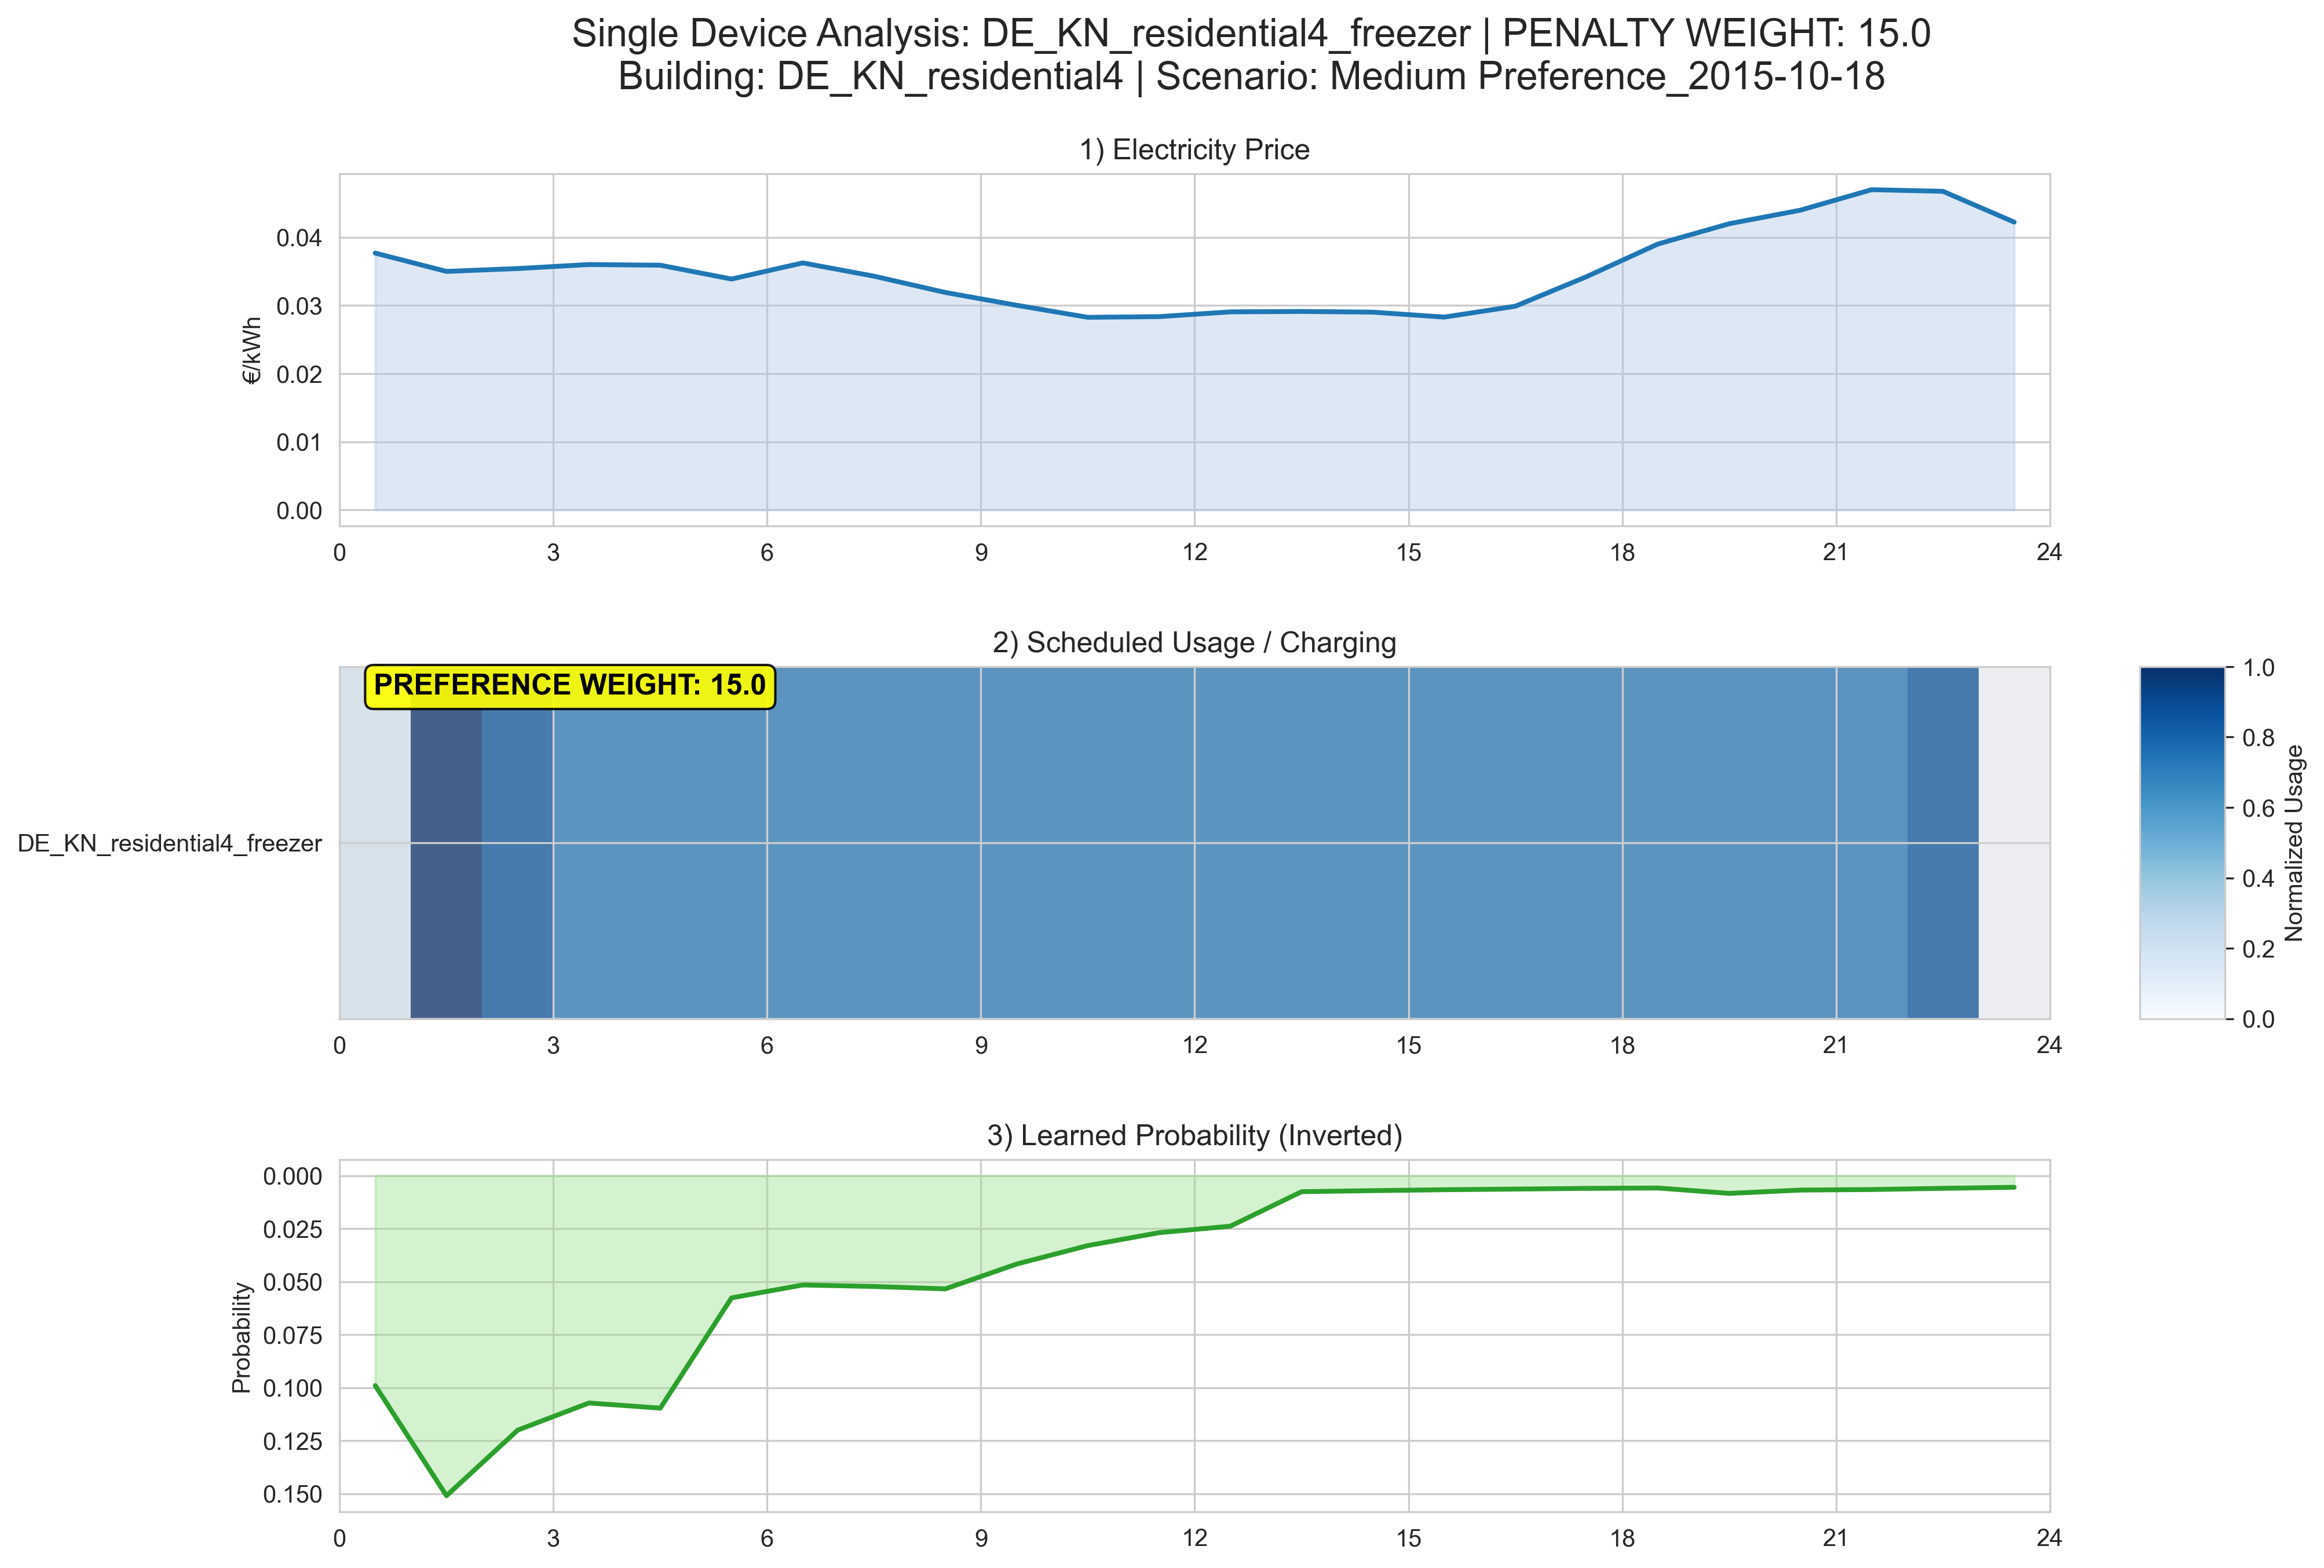 Single Device Analysis: DE_KN_residential4_freezer | PENALTY WEIGHT: 15.0
Building: DE_KN_residential4 | Scenario: Medium Preference_2015-10-18
1) Electricity Price
€/kWh
0.04
0.03
0.02
0.01
0.00
0 3 6 9 12 15 18 21 24
2) Scheduled Usage / Charging
PREFERENCE WEIGHT: 15.0
DE_KN_residential4_freezer
0 3 6 9 12 15 18 21 24
1.0
0.8
0.6
0.4
0.2
0.0
Normalized Usage
3) Learned Probability (Inverted)
Probability
0.000
0.025
0.050
0.075
0.100
0.125
0.150
0 3 6 9 12 15 18 21 24